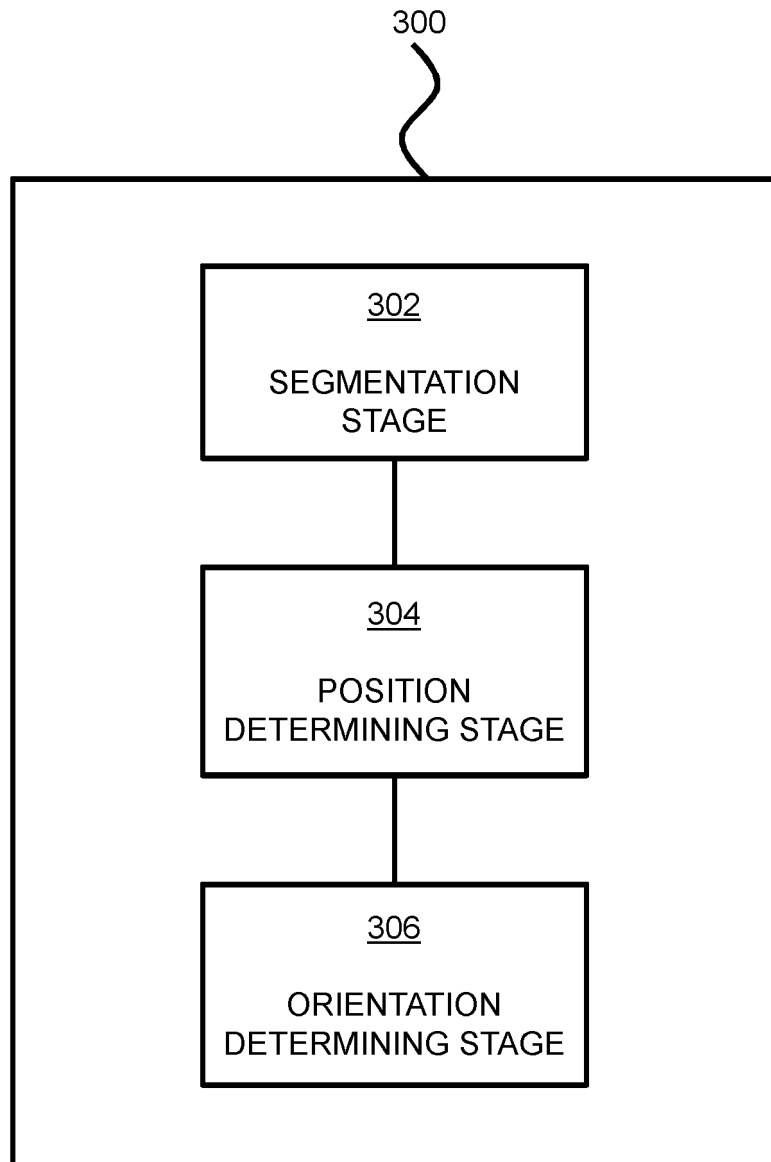 300
302
SEGMENTATION
STAGE
304
POSITION
DETERMINING STAGE
306
ORIENTATION
DETERMINING STAGE